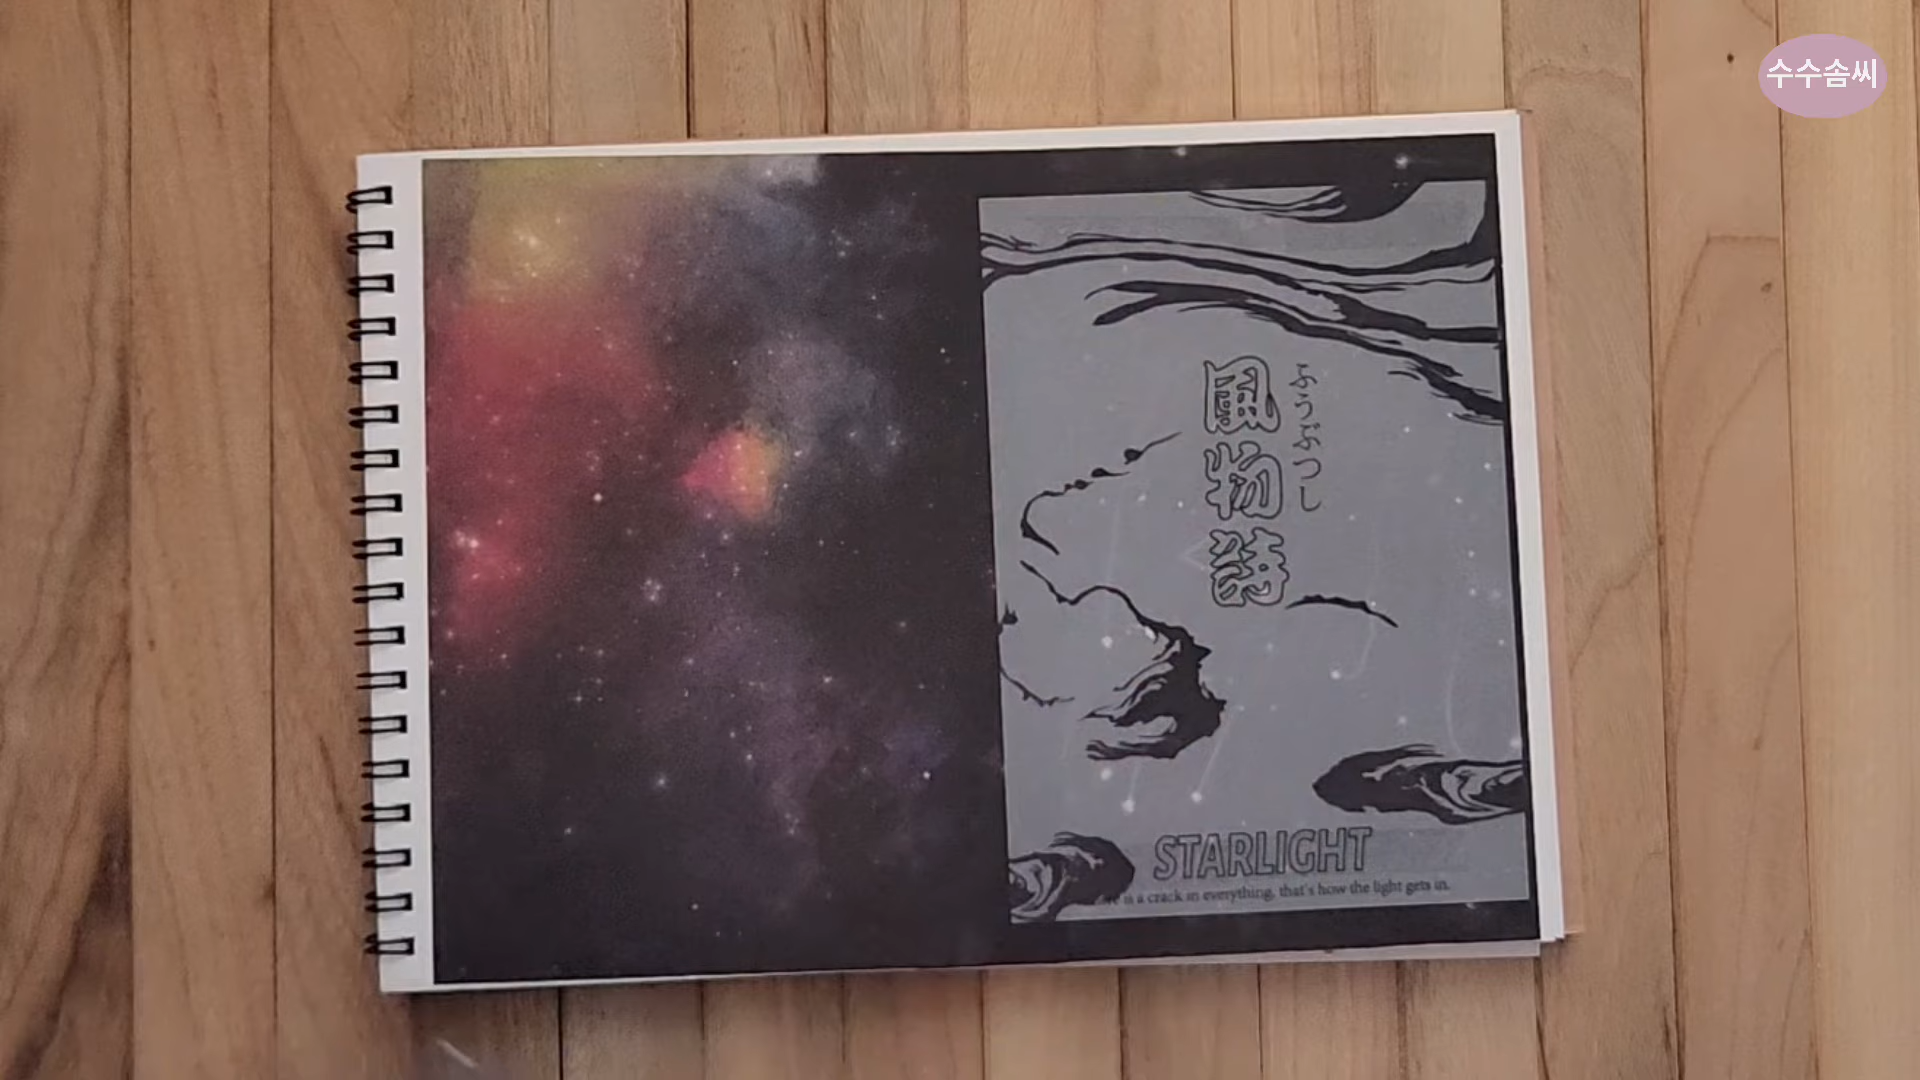 수수솜씨
風物詩
ふうぶつし
STARLIGHT
is a crack in everything, that's how the light gets in.